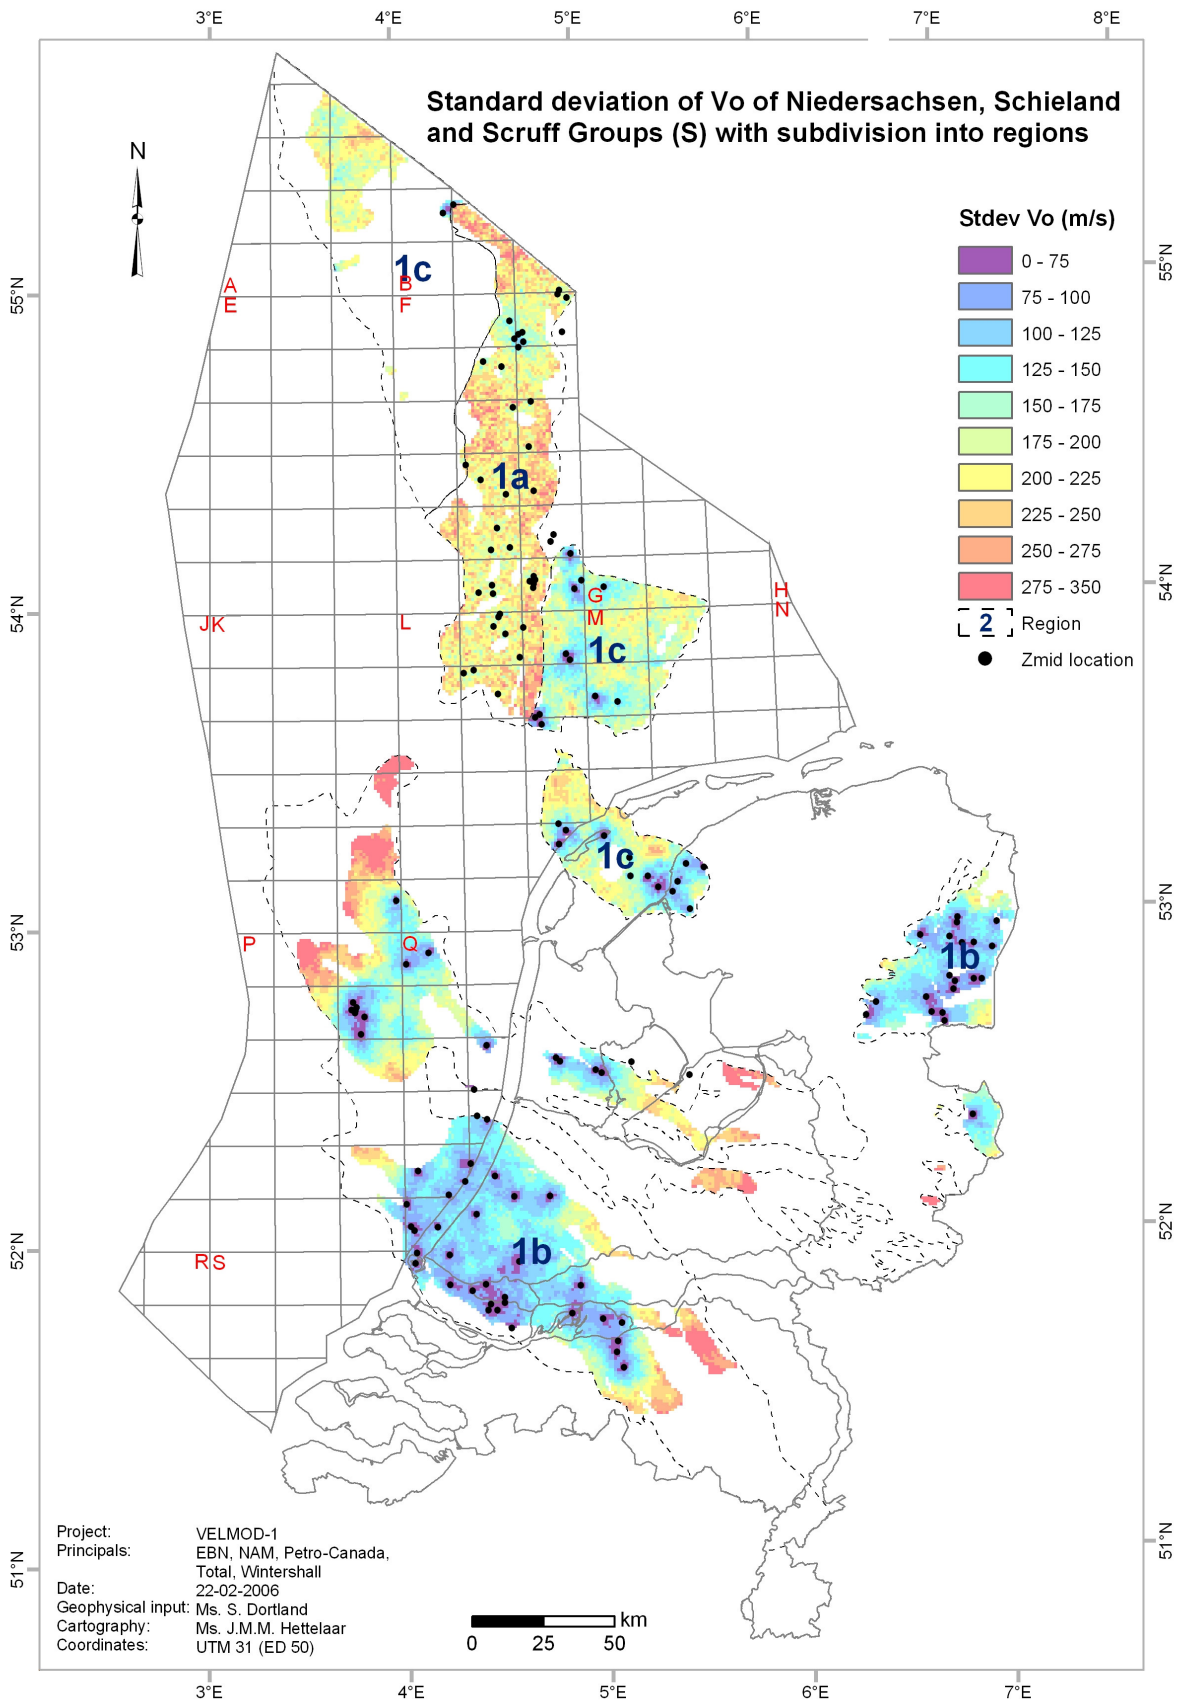 3°E 4°E 5°E 6°E 7°E 8°E
Standard deviation of Vo of Niedersachsen, Schieland
and Scruff Groups (S) with subdivision into regions
N
Stdev Vo (m/s)
0 - 75
75 - 100
100 - 125
125 - 150
150 - 175
175 - 200
200 - 225
225 - 250
250 - 275
275 - 350
2 Region
Zmid location
55°N
55°N
1c
A B
E F
1a
54°N
54°N
G H
M N
J K L
1c
1c
53°N
53°N
P Q
1b
52°N
52°N
R S
1b
51°N
51°N
Project: VELMOD-1
Principals: EBN, NAM, Petro-Canada,
Total, Wintershall
Date: 22-02-2006
Geophysical input: Ms. S. Dortland
Cartography: Ms. J.M.M. Hettelaar
Coordinates: UTM 31 (ED 50)
km
0 25 50
3°E 4°E 5°E 6°E 7°E